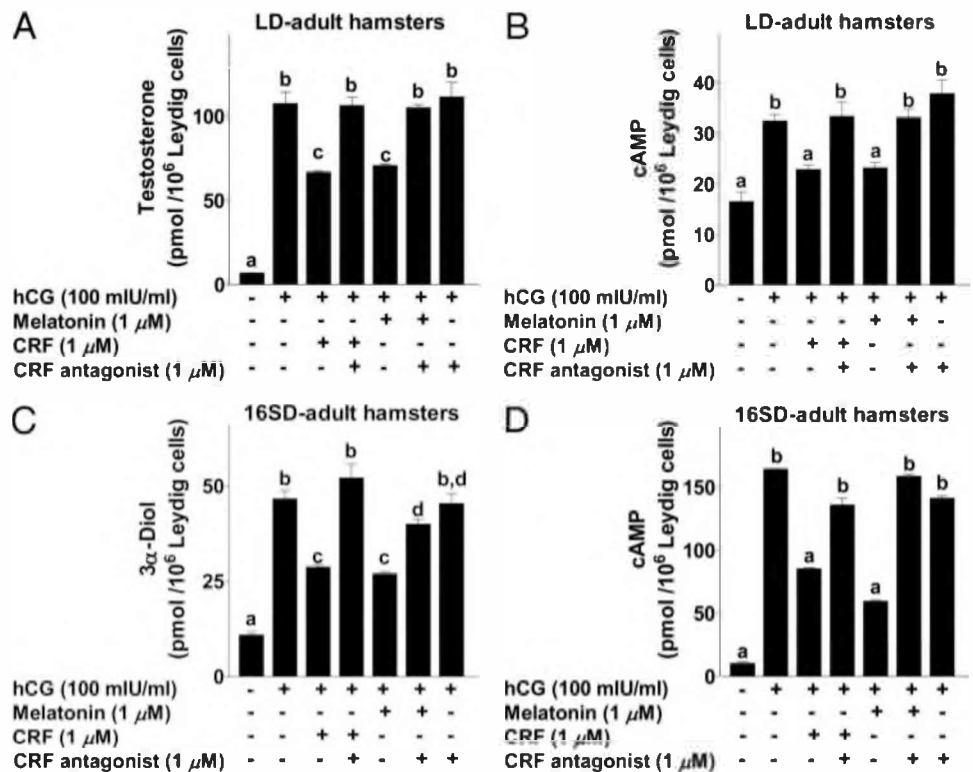 A
LD-adult hamsters
Testosterone
(pmol /10⁶ Leydig cells)
100
50
0
a b c b c b b
hCG (100 mIU/ml) - + + + + + +
Melatonin (1 μM) - - - - + + -
CRF (1 μM) - - + + - - -
CRF antagonist (1 μM) - - - + - + +
B
LD-adult hamsters
cAMP
(pmol /10⁶ Leydig cells)
40
30
20
10
0
a b a b a b b
hCG (100 mIU/ml) - + + + + + +
Melatonin (1 μM) - - - - + + -
CRF (1 μM) - - + + - - -
CRF antagonist (1 μM) - - - + - + +
C
16SD-adult hamsters
3α-Diol
(pmol /10⁶ Leydig cells)
50
25
0
a b c b c d b,d
hCG (100 mIU/ml) - + + + + + +
Melatonin (1 μM) - - - - + + -
CRF (1 μM) - - + + - - -
CRF antagonist (1 μM) - - - + - + +
D
16SD-adult hamsters
cAMP
(pmol /10⁶ Leydig cells)
150
100
50
0
a b a b a b b
hCG (100 mIU/ml) - + + + + + +
Melatonin (1 μM) - - - - + + -
CRF (1 μM) - - + + - - -
CRF antagonist (1 μM) - - - + - + +